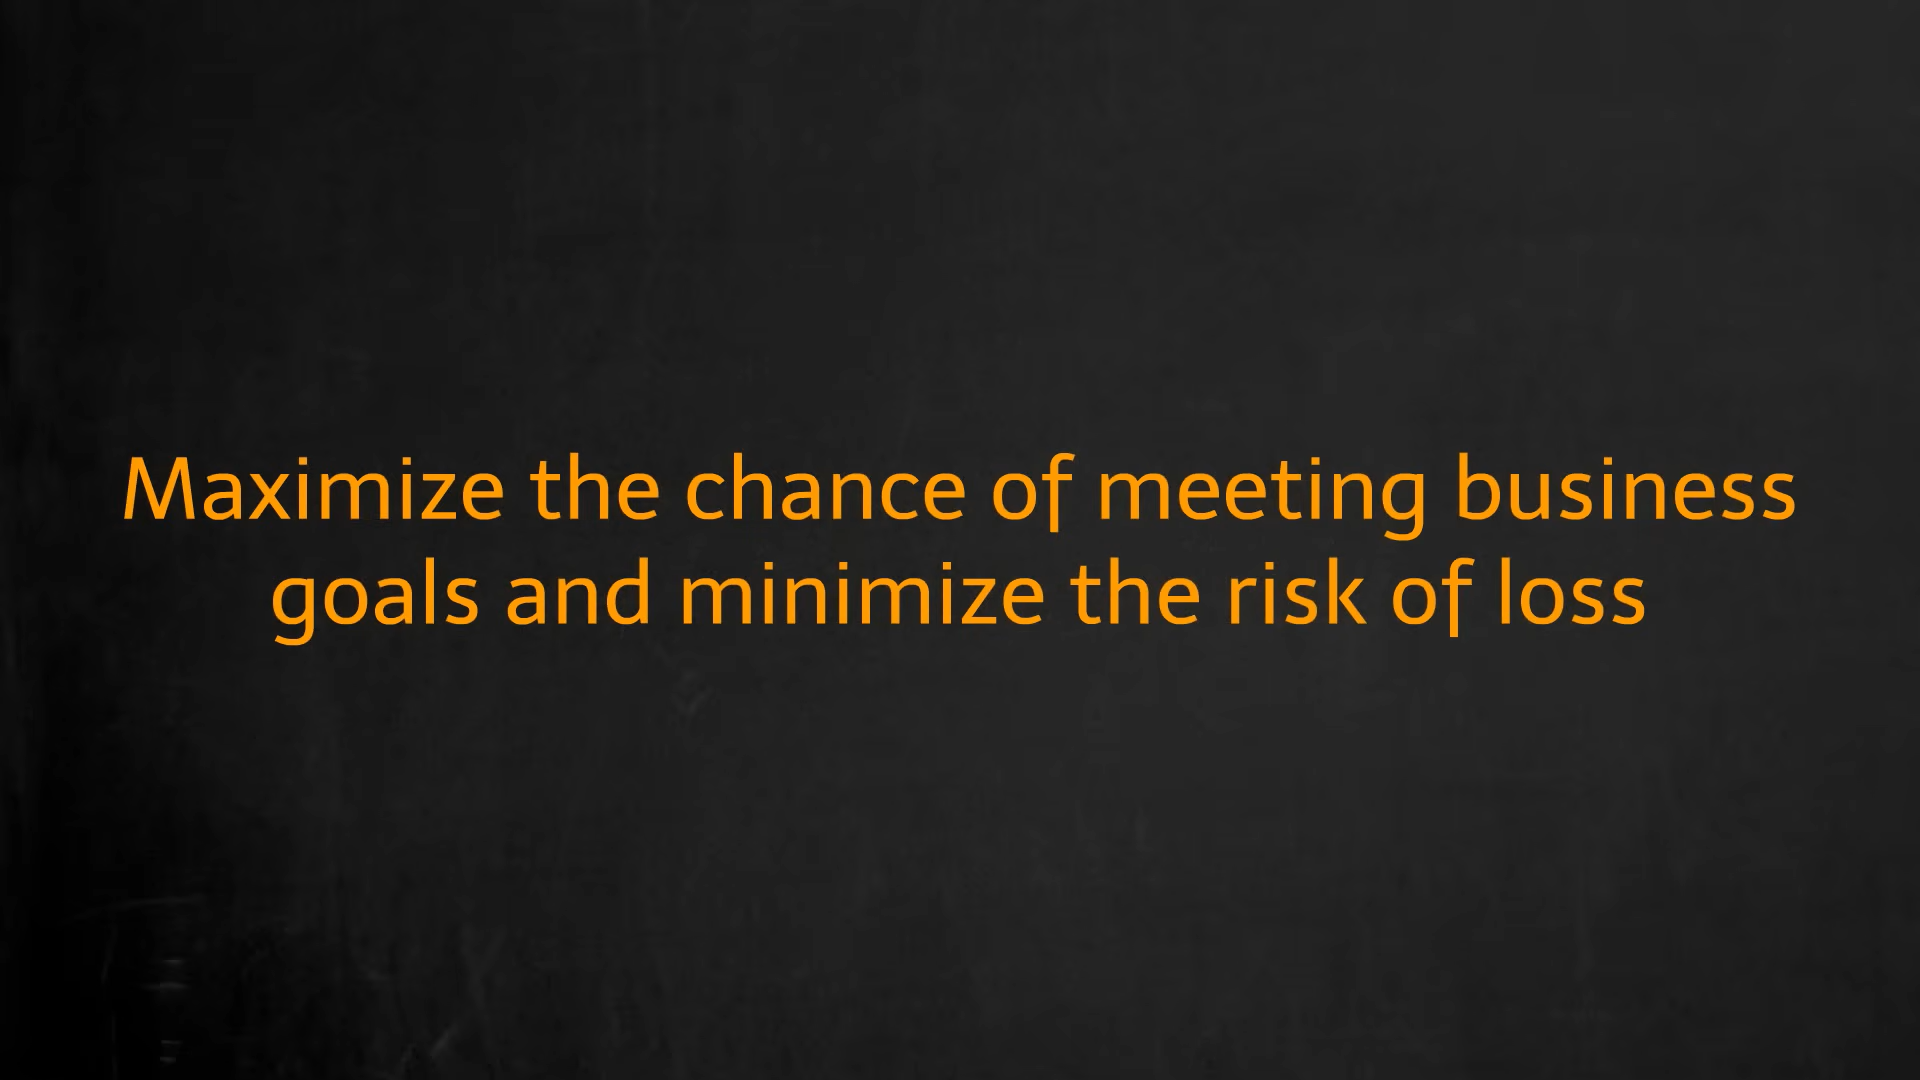 Maximize the chance of meeting business
goals and minimize the risk of loss